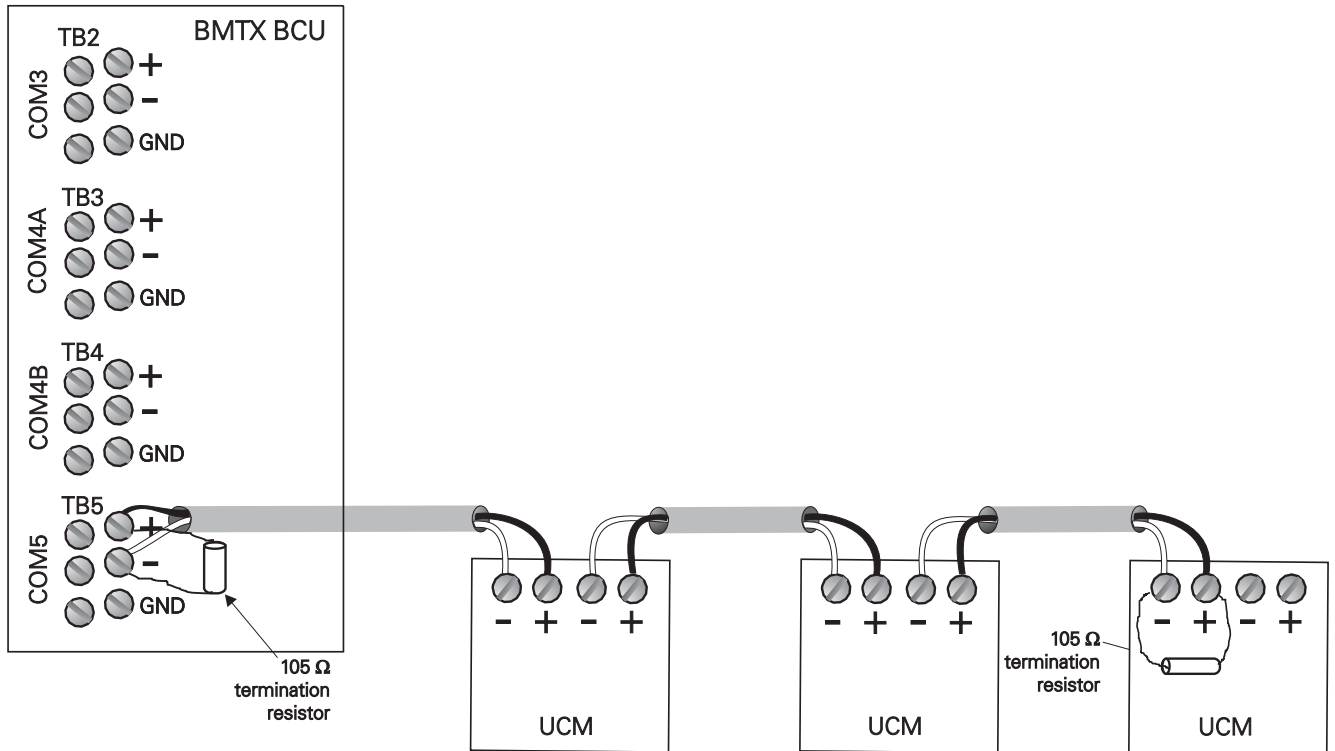 BMTX BCU
TB2
COM3
+
-
GND
TB3
COM4A
+
-
GND
TB4
COM4B
+
-
GND
TB5
COM5
+
-
GND
105 Ω
termination
resistor
- + - +
UCM
- + - +
UCM
105 Ω
termination
resistor
- + - +
UCM